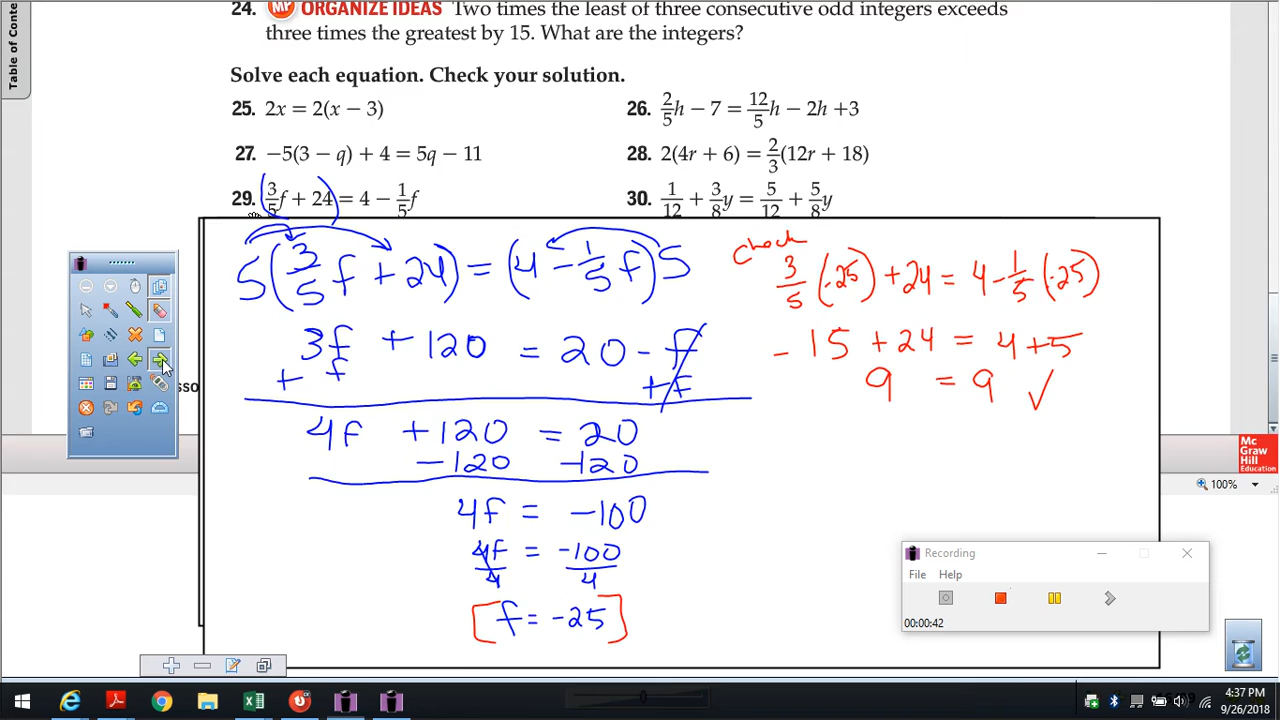 Table of Conte
24. MP ORGANIZE IDEAS Two times the least of three consecutive odd integers exceeds
three times the greatest by 15. What are the integers?
Solve each equation. Check your solution.
25. 2x = 2(x − 3)
26. 2/5h − 7 = 12/5h − 2h +3
27. −5(3 − q) + 4 = 5q − 11
28. 2(4r + 6) = 2/3(12r + 18)
29. (3/5f + 24) = 4 − 1/5f
30. 1/12 + 3/8y = 5/12 + 5/8y
5(3/5f + 24) = (4 − 1/5f)5
3f + 120 = 20 − f
+ f +f
4f + 120 = 20
−120 −120
4f = −100
4f/4 = -100/4
[f = -25]
check
3/5(-25) + 24 = 4 − 1/5(-25)
- 15 + 24 = 4 + 5
9 = 9 ✓
sso
Mc
Graw
Hill
Education
100%
Recording
File Help
00:00:42
0
4:37 PM
9/26/2018